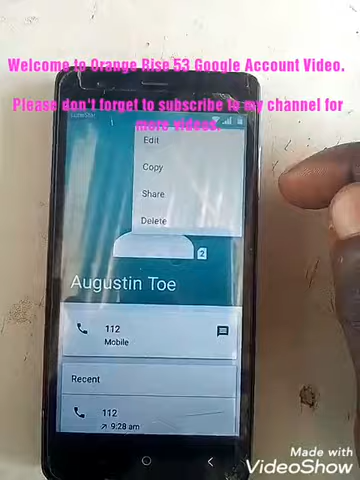 Welcome to Orange Rise 53 Google Account Video.
Please don't forget to subscribe to my channel for
more videos.
Edit
Copy
Share
Delete
2
Augustin Toe
112
Mobile
Recent
112
9:28 am
Made with
VideoShow